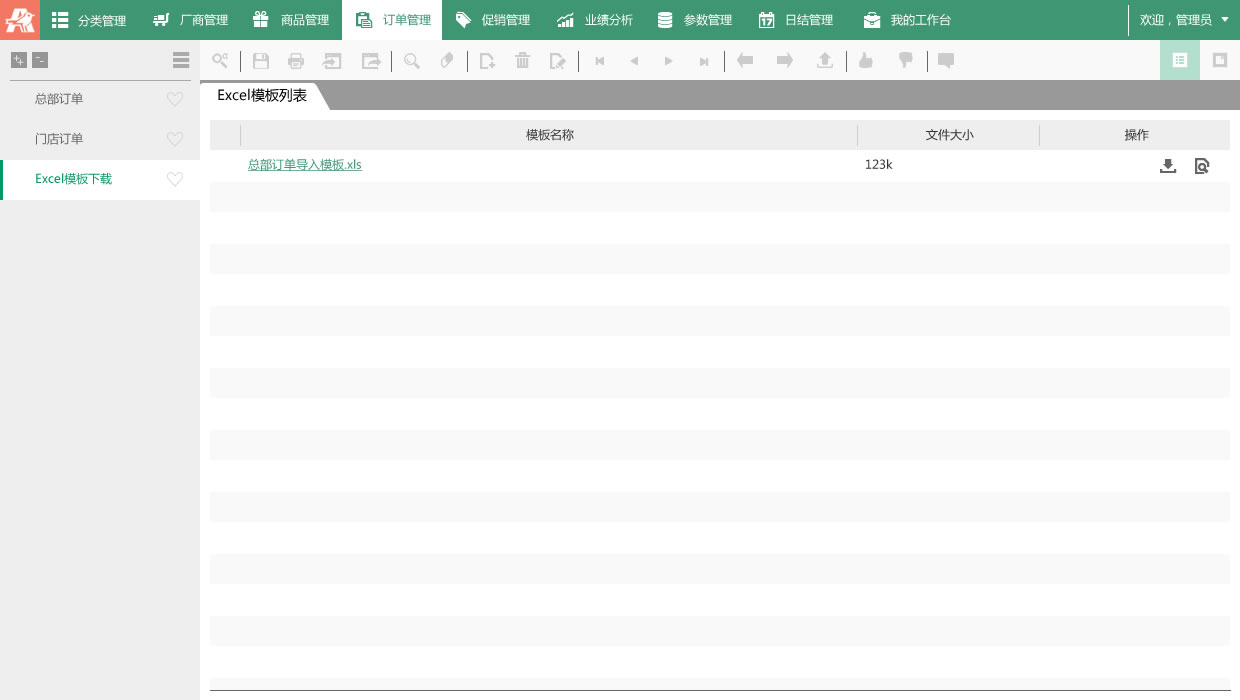 分类管理 厂商管理 商品管理 订单管理 促销管理 业绩分析 参数管理 17 日结管理 我的工作台 欢迎，管理员
总部订单
门店订单
Excel模板下载
Excel模板列表
模板名称 文件大小 操作
总部订单导入模板.xls 123k